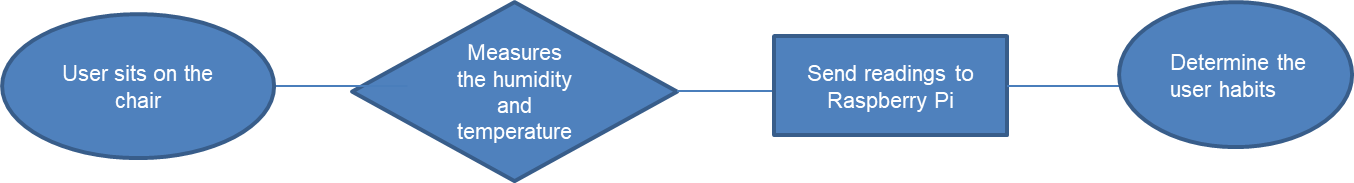 User sits on the
chair
Measures
the humidity
and
temperature
Send readings to
Raspberry Pi
Determine the
user habits